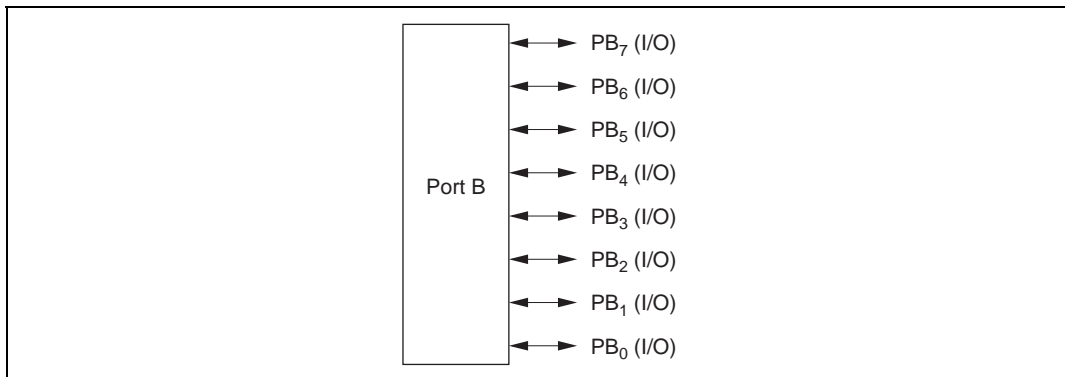 PB₇ (I/O)
PB₆ (I/O)
PB₅ (I/O)
PB₄ (I/O)
Port B
PB₃ (I/O)
PB₂ (I/O)
PB₁ (I/O)
PB₀ (I/O)